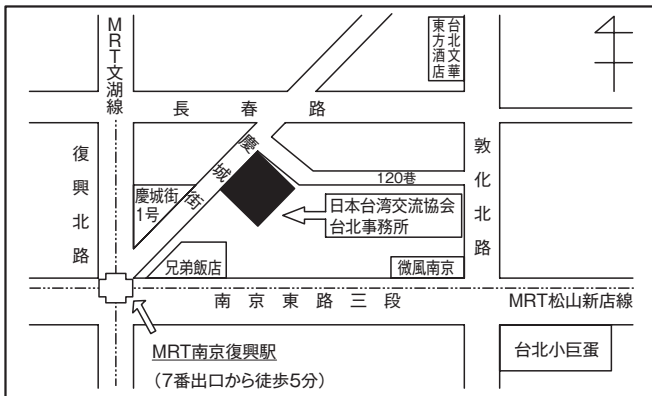 MRT文湖線
台北文華
東方酒店
長春路
復興北路
慶城街
慶城街
1号
120巷
敦化北路
日本台湾交流協会
台北事務所
兄弟飯店
微風南京
南京東路三段
MRT松山新店線
MRT南京復興駅
（7番出口から徒歩5分）
台北小巨蛋